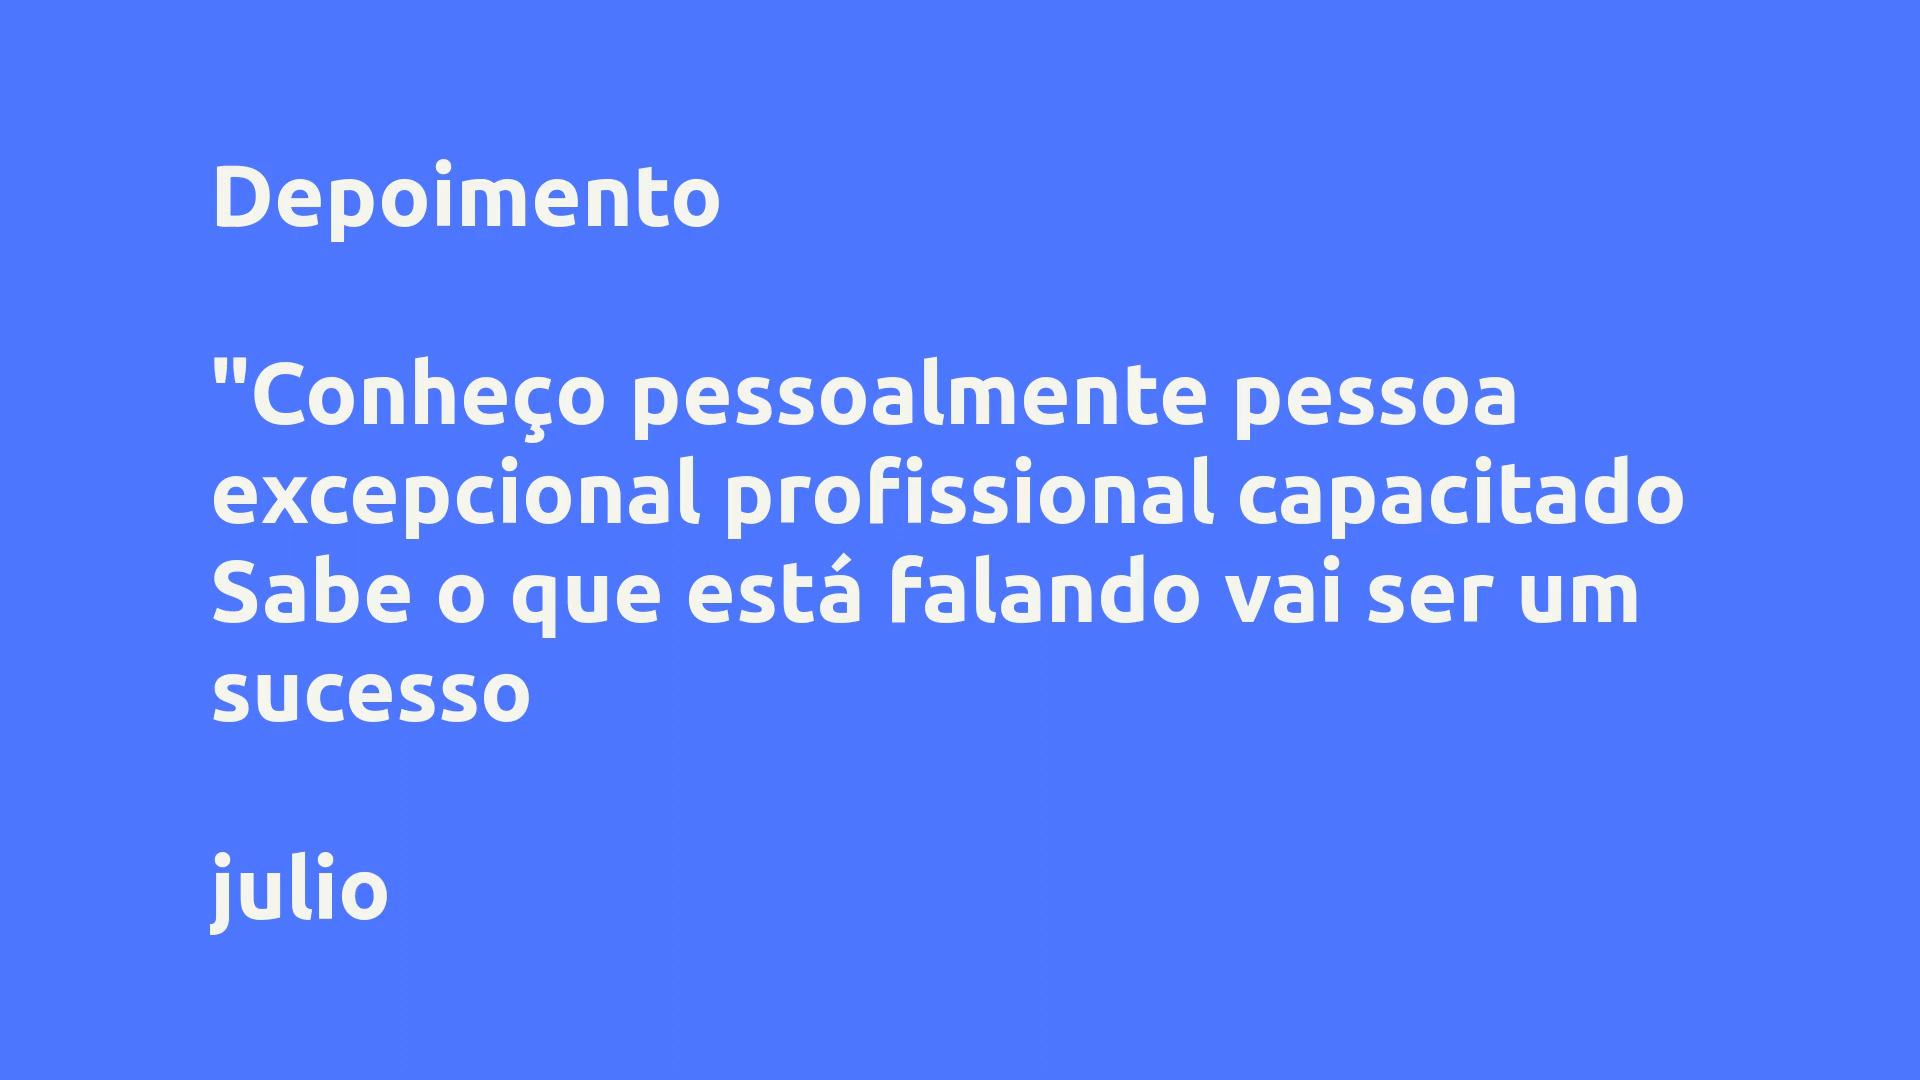 Depoimento
"Conheço pessoalmente pessoa
excepcional profissional capacitado
Sabe o que está falando vai ser um
sucesso
julio